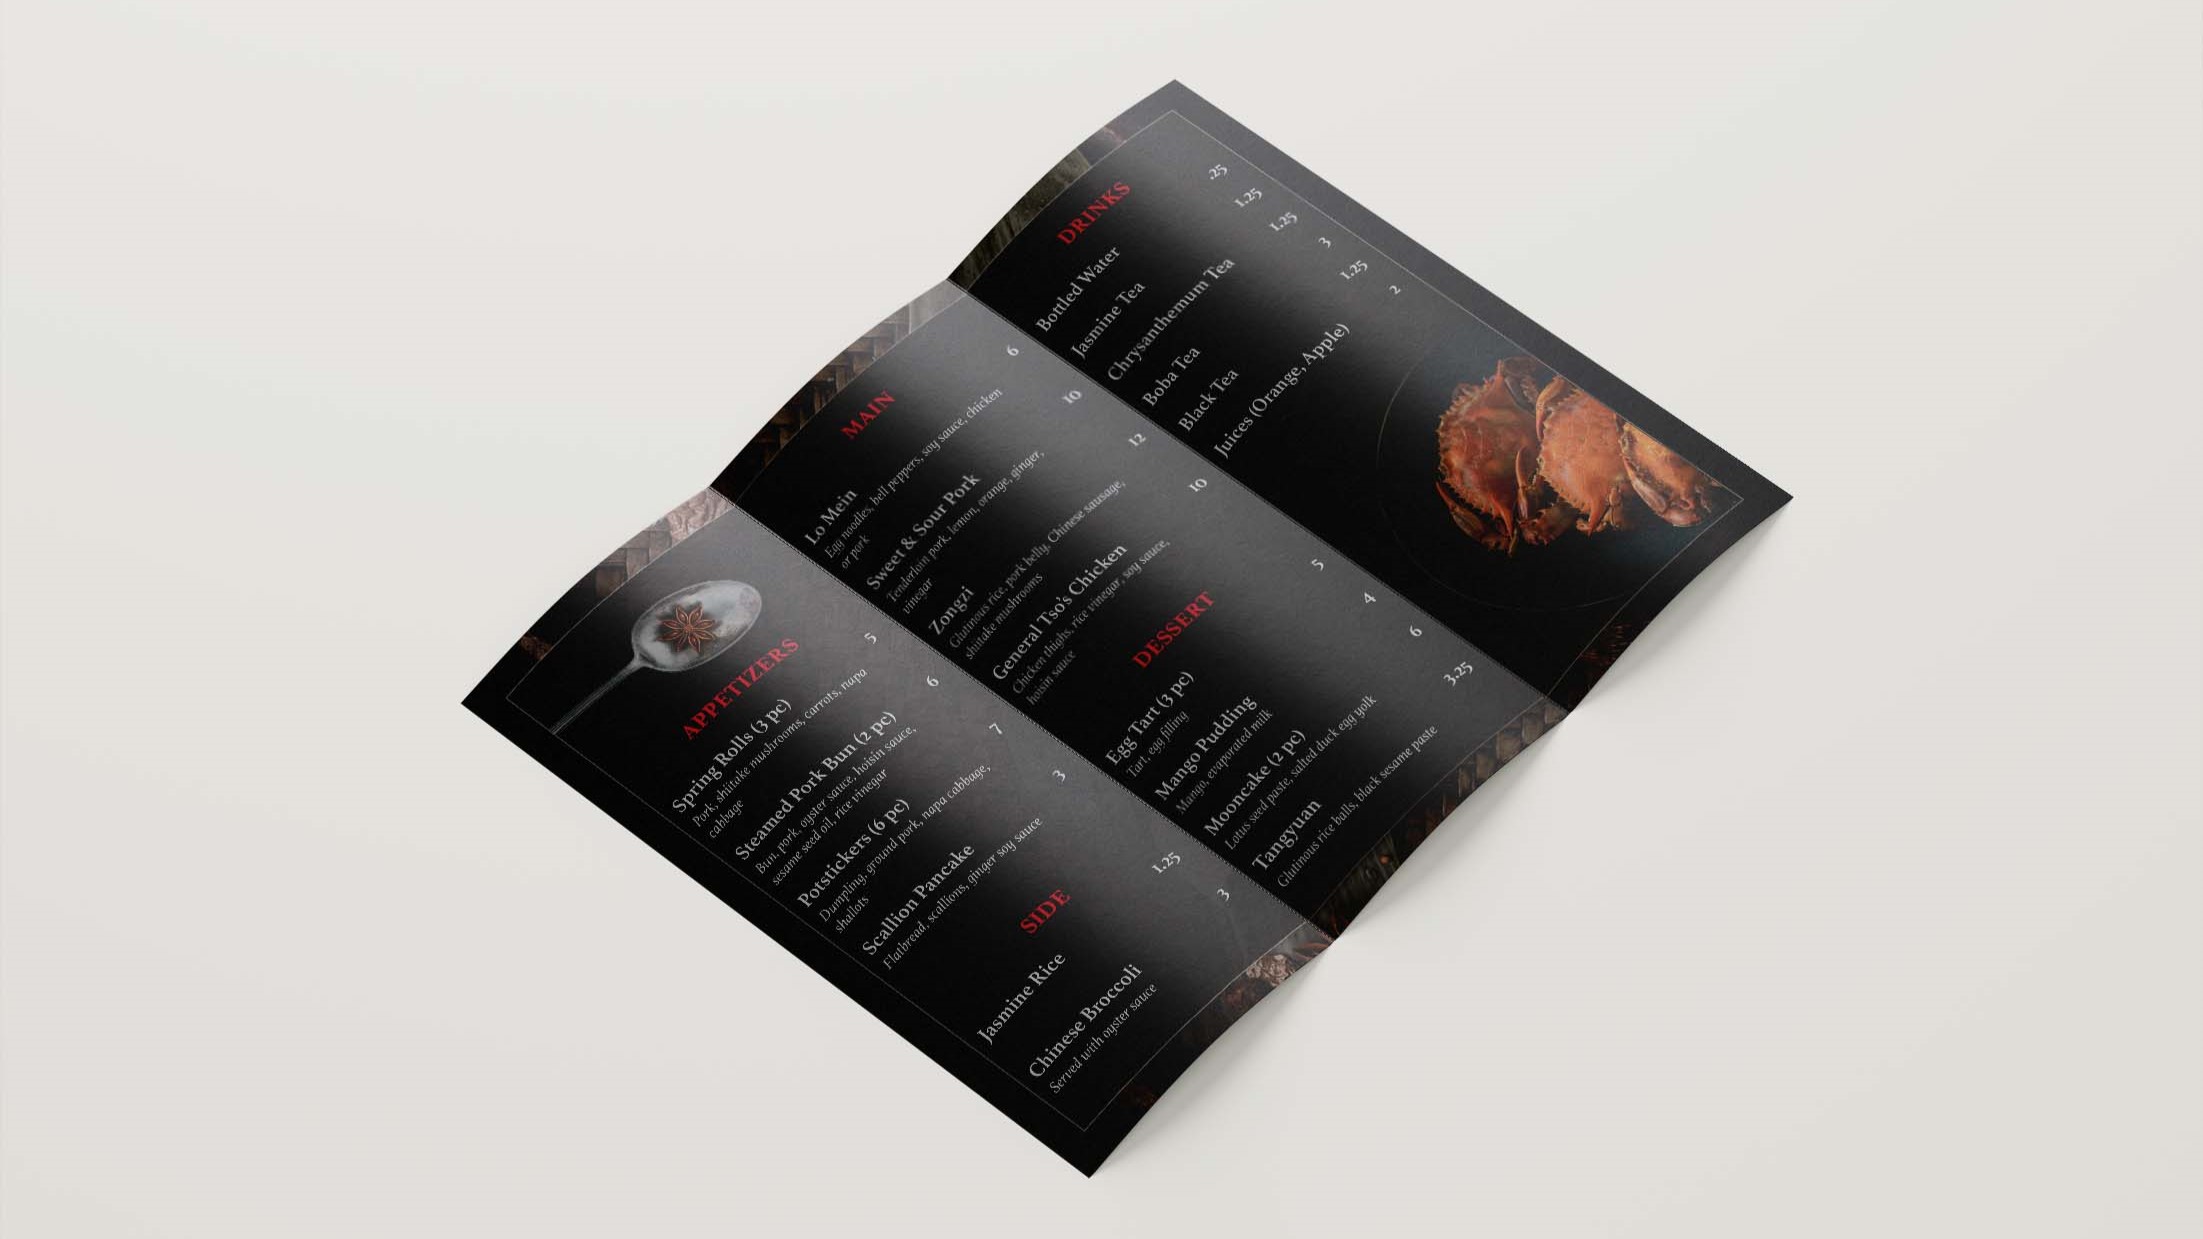 APPETIZERS
Spring Rolls (3 pc) 5
Pork, shiitake mushrooms, carrots, napa
cabbage
Steamed Pork Bun (2 pc) 6
Bun, pork, oyster sauce, hoisin sauce,
sesame seed oil, rice vinegar
Potstickers (6 pc) 7
Dumpling, ground pork, napa cabbage,
shallots
Scallion Pancake 3
Flatbread, scallions, ginger soy sauce
SIDE
Jasmine Rice 1.25
Chinese Broccoli 3
Served with oyster sauce
MAIN
Lo Mein 6
Egg noodles, bell peppers, soy sauce, chicken
or pork
Sweet & Sour Pork 10
Tenderloin pork, lemon, orange, ginger,
vinegar
Zongzi 12
Glutinous rice, pork belly, Chinese sausage,
shiitake mushrooms
General Tso's Chicken 10
Chicken thighs, rice vinegar, soy sauce,
hoisin sauce
DESSERT
Egg Tart (3 pc) 5
Tart, egg filling
Mango Pudding 4
Mango, evaporated milk
Mooncake (2 pc) 6
Lotus seed paste, salted duck egg yolk
Tangyuan 3.25
Glutinous rice balls, black sesame paste
DRINKS
Bottled Water .25
Jasmine Tea 1.25
Chrysanthemum Tea 1.25
Boba Tea 3
Black Tea 1.25
Juices (Orange, Apple) 2